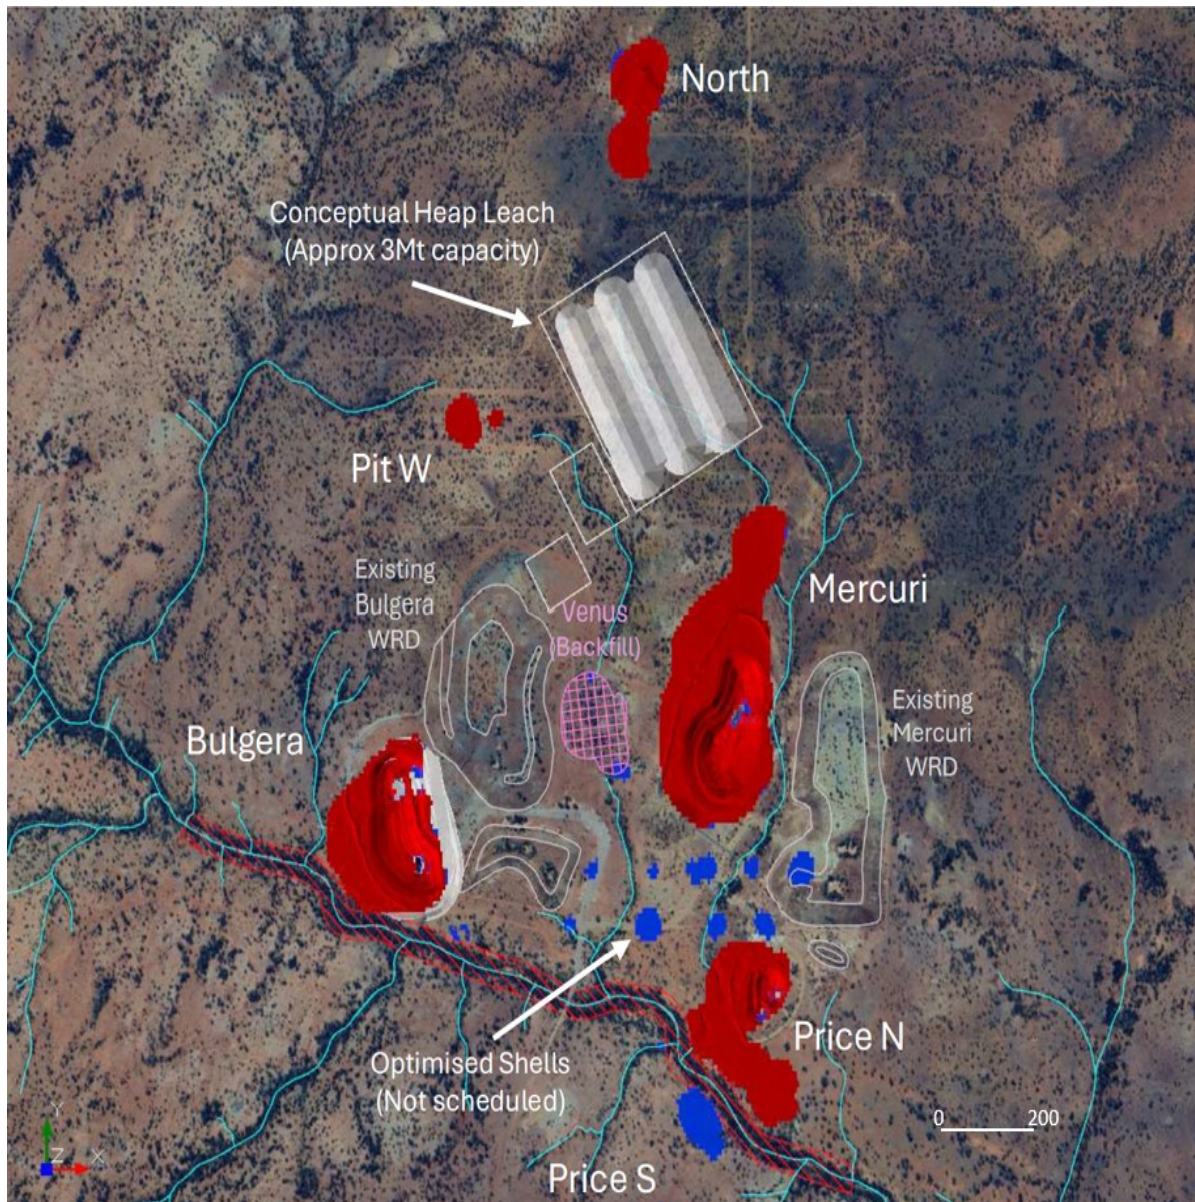 North
Conceptual Heap Leach
(Approx 3Mt capacity)
Pit W
Existing
Bulgera
WRD
Venus
(Backfill)
Mercuri
Existing
Mercuri
WRD
Bulgera
Price N
Optimised Shells
(Not scheduled)
0 200
Price S
Y
Z X